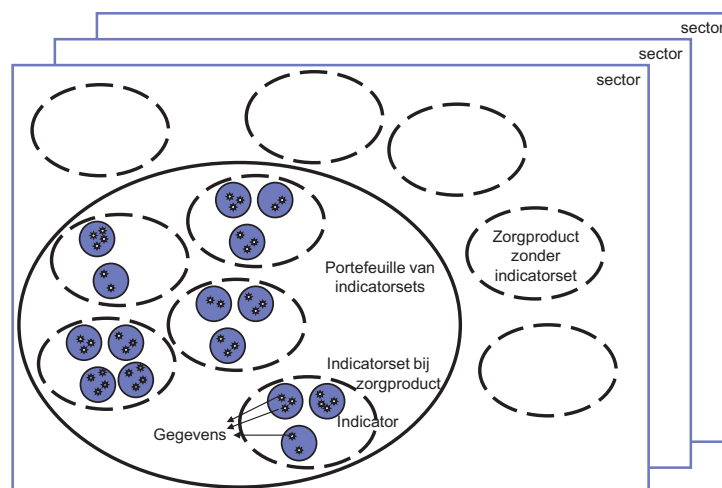 sector
sector
sector
Zorgproduct
zonder
indicatorset
Portefeuille van
indicatorsets
Indicatorset bij
zorgproduct
Indicator
Gegevens